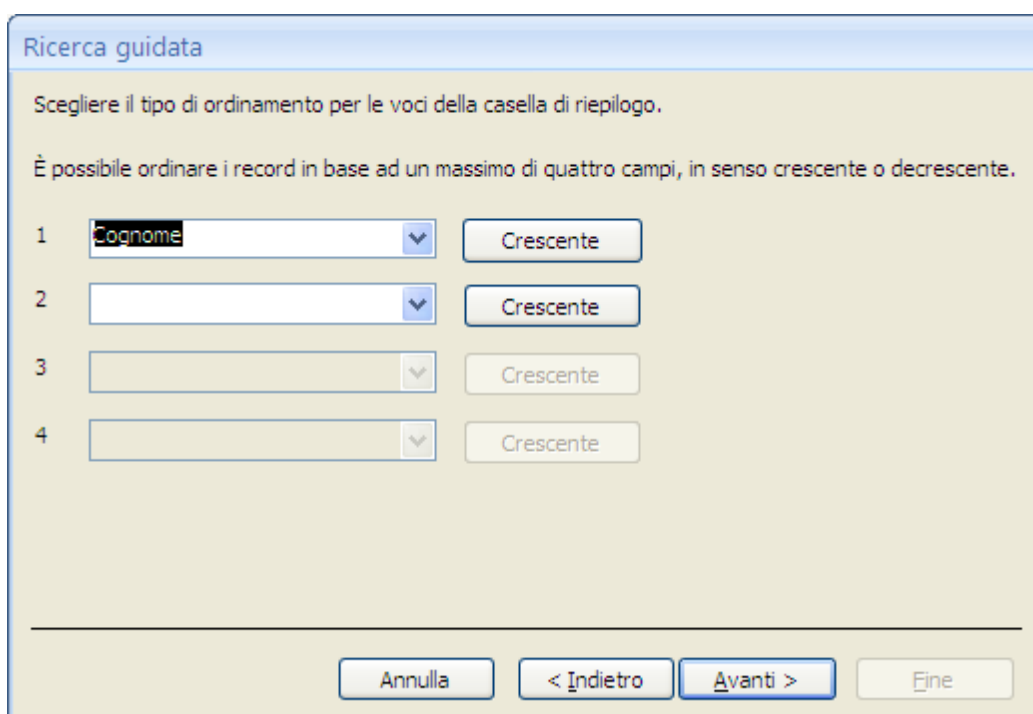 Ricerca guidata
Scegliere il tipo di ordinamento per le voci della casella di riepilogo.
È possibile ordinare i record in base ad un massimo di quattro campi, in senso crescente o decrescente.
1 Cognome Crescente
2 Crescente
3 Crescente
4 Crescente
Annulla < Indietro Avanti > Fine